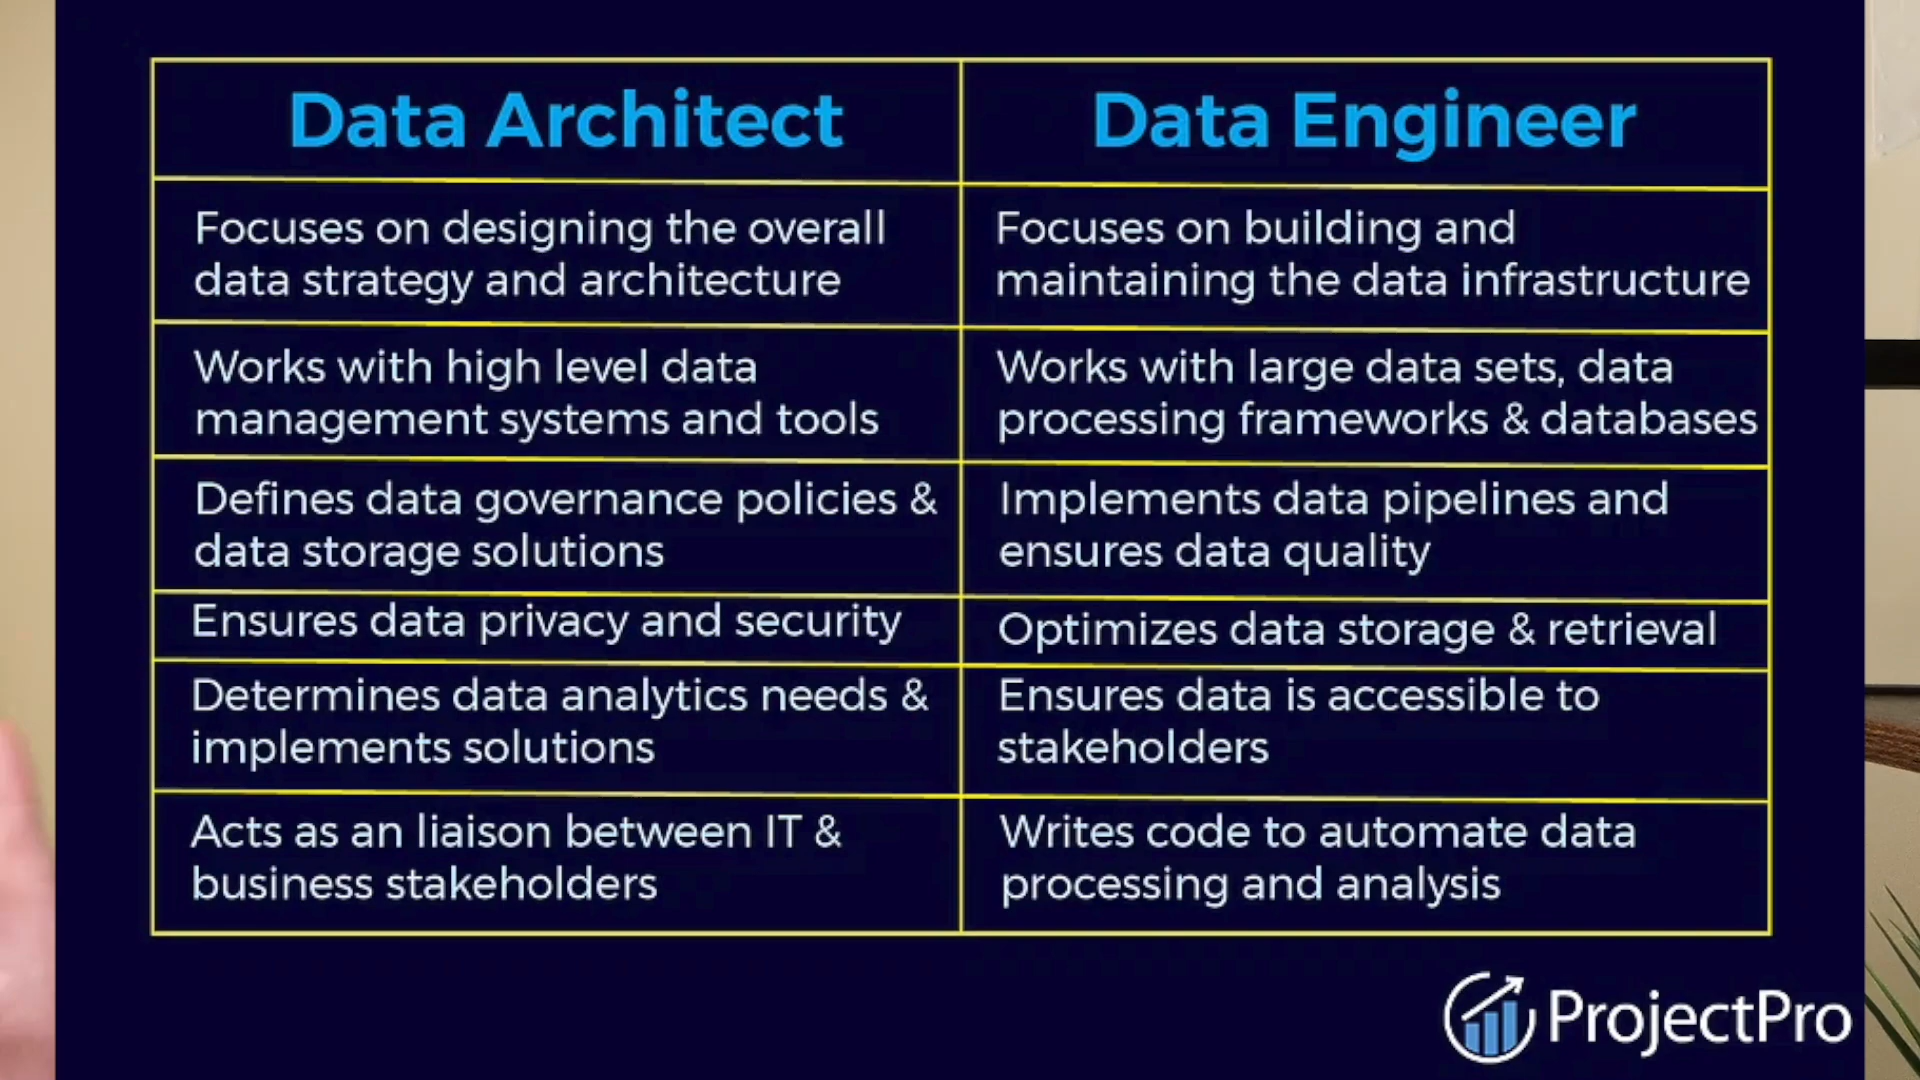 Data Architect
Data Engineer
Focuses on designing the overall
data strategy and architecture
Focuses on building and
maintaining the data infrastructure
Works with high level data
management systems and tools
Works with large data sets, data
processing frameworks & databases
Defines data governance policies &
data storage solutions
Implements data pipelines and
ensures data quality
Ensures data privacy and security
Optimizes data storage & retrieval
Determines data analytics needs &
implements solutions
Ensures data is accessible to
stakeholders
Acts as an liaison between IT &
business stakeholders
Writes code to automate data
processing and analysis
ProjectPro